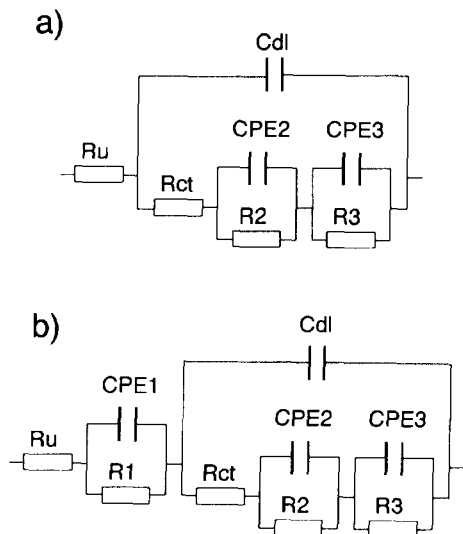 a)
Cdl
CPE2 CPE3
Ru
Rct
R2 R3
b)
Cdl
CPE1
CPE2 CPE3
Ru
R1 Rct
R2 R3